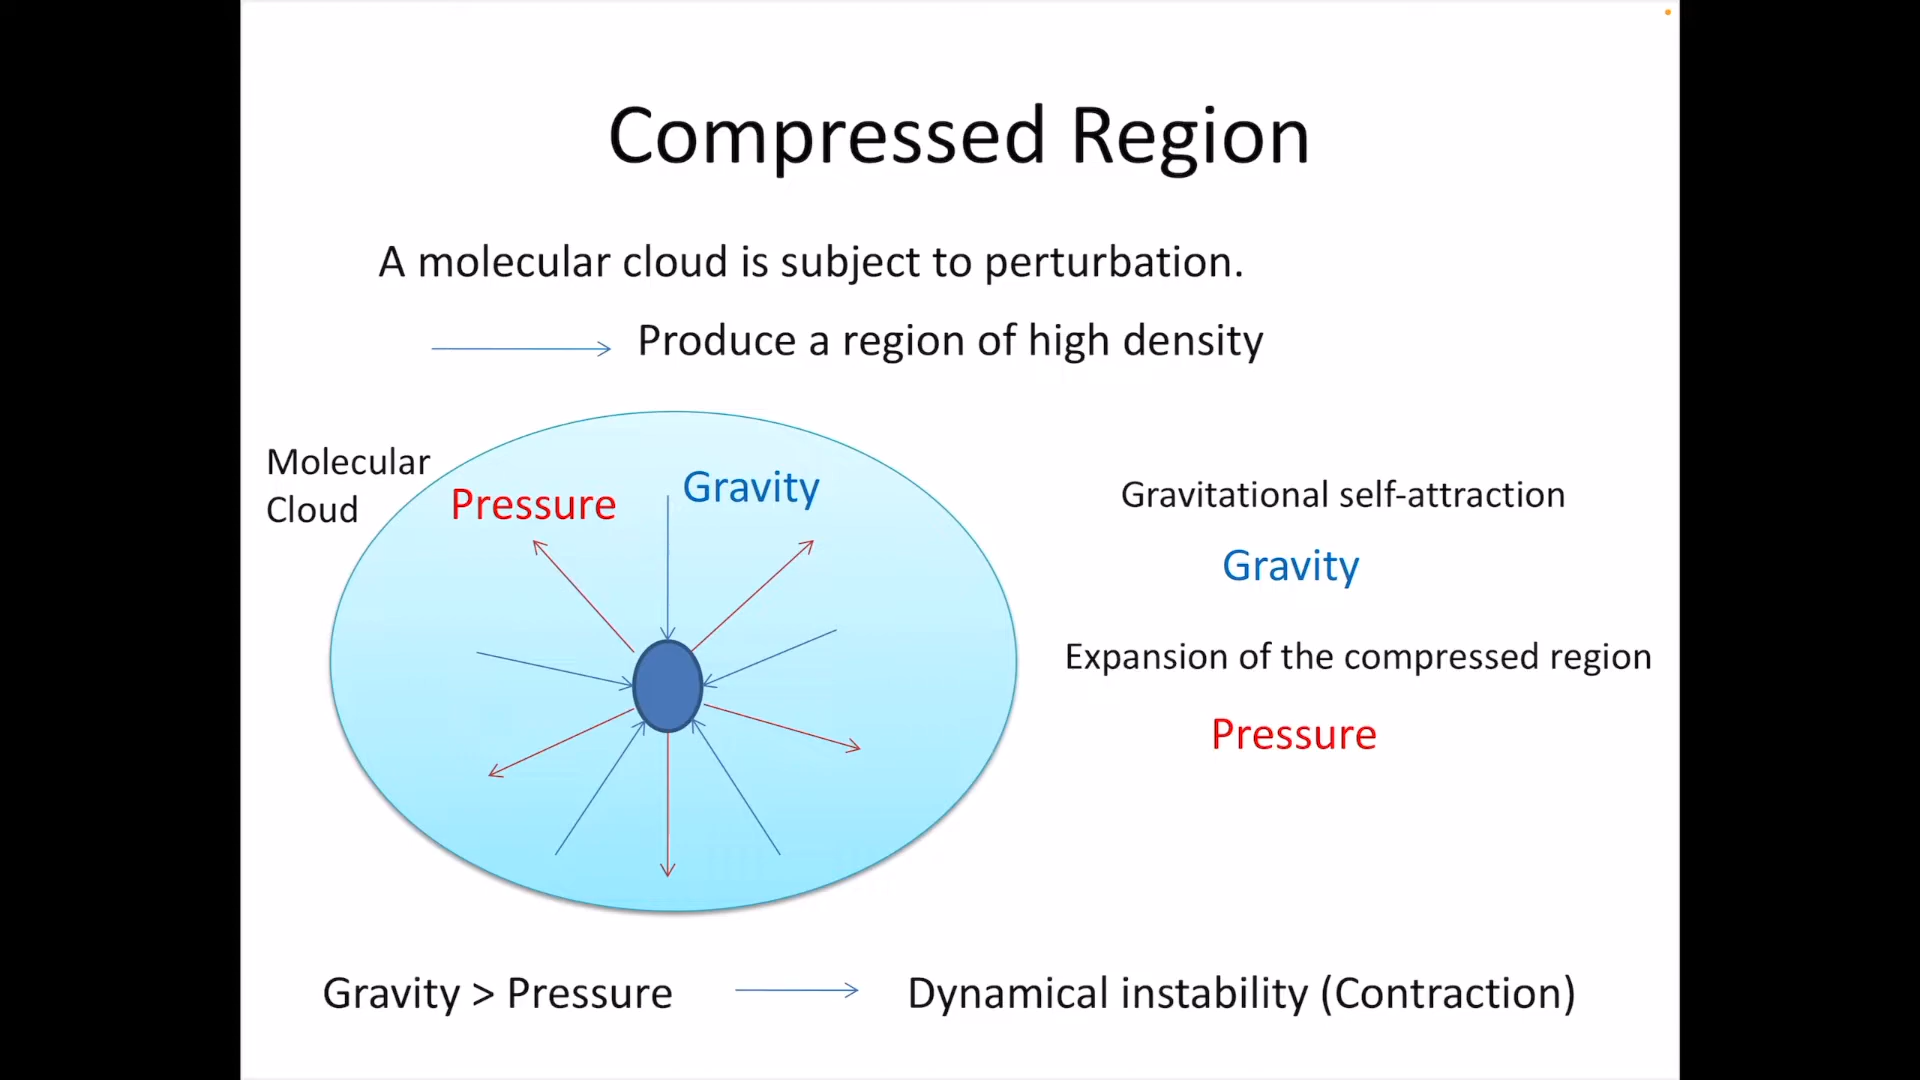 Compressed Region
A molecular cloud is subject to perturbation.
Produce a region of high density
Molecular
Cloud
Pressure
Gravity
Gravitational self-attraction
Gravity
Expansion of the compressed region
Pressure
Gravity > Pressure
Dynamical instability (Contraction)